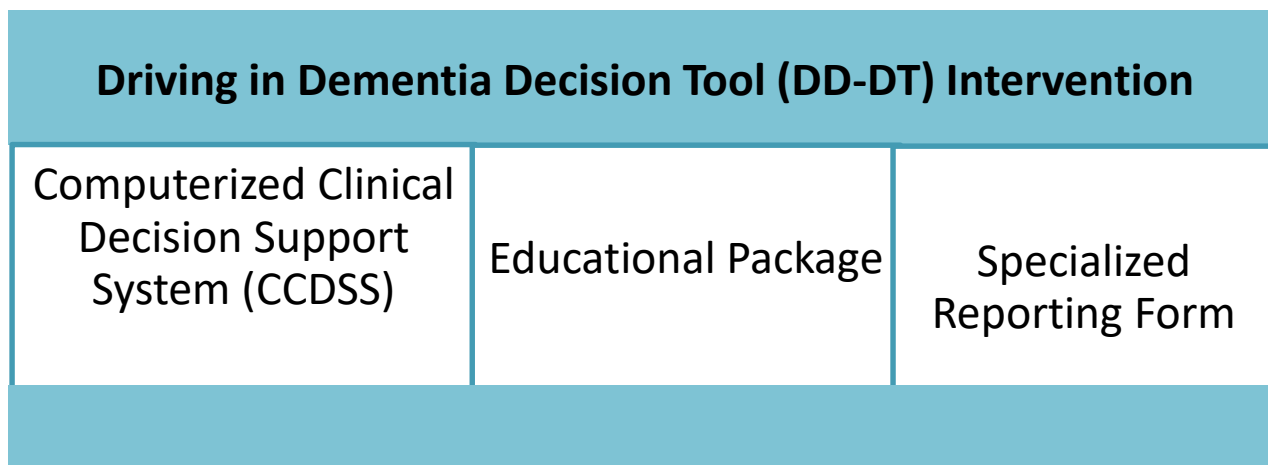 Driving in Dementia Decision Tool (DD-DT) Intervention
Computerized Clinical
Decision Support
System (CCDSS)
Educational Package
Specialized
Reporting Form